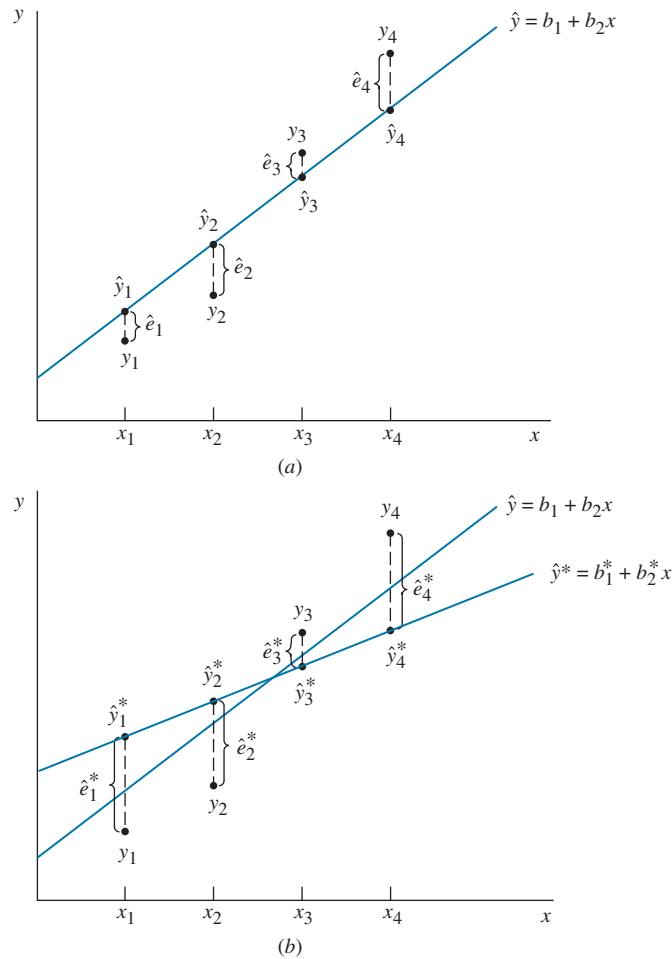 y
ŷ = b₁ + b₂x
y₄
ê₄
ŷ₄
y₃
ê₃
ŷ₃
ŷ₂
ê₂
y₂
ŷ₁
ê₁
y₁
x₁ x₂ x₃ x₄ x
(a)
y
ŷ = b₁ + b₂x
y₄
ŷ* = b₁* + b₂*x
ê₄*
ŷ₄*
y₃
ê₃*
ŷ₃*
ŷ₂*
ê₂*
y₂
ŷ₁*
ê₁*
y₁
x₁ x₂ x₃ x₄ x
(b)